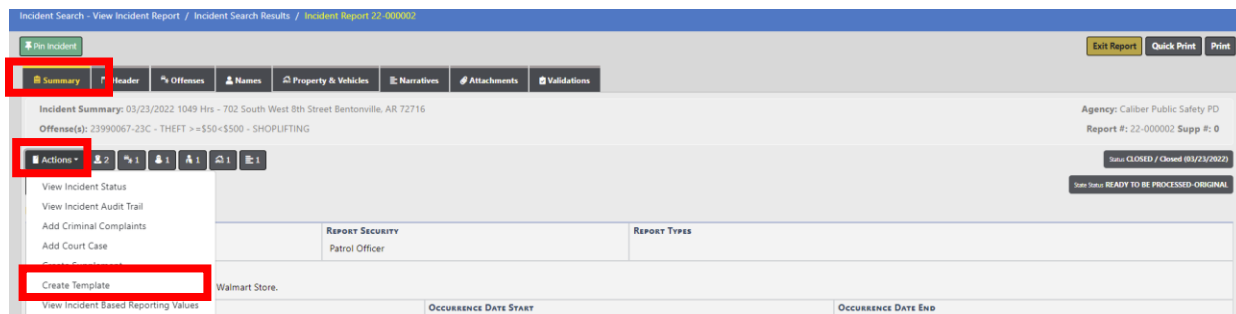 Incident Search - View Incident Report / Incident Search Results / Incident Report 22-000002
Pin Incident
Exit Report Quick Print Print
Summary Header Offenses Names Property & Vehicles Narratives Attachments Validations
Incident Summary: 03/23/2022 1049 Hrs - 702 South West 8th Street Bentonville, AR 72716
Agency: Caliber Public Safety PD
Offense(s): 23990067-23C - THEFT >=$50<$500 - SHOPLIFTING
Report #: 22-000002 Supp #: 0
Actions 2 1 1 1 1 1
Status CLOSED / Closed (03/23/2022)
State Status READY TO BE PROCESSED-ORIGINAL
View Incident Status
View Incident Audit Trail
Add Criminal Complaints
REPORT SECURITY REPORT TYPES
Add Court Case
Patrol Officer
Create Supplement
Create Template
Walmart Store.
View Incident Based Reporting Values
OCCURRENCE DATE START OCCURRENCE DATE END